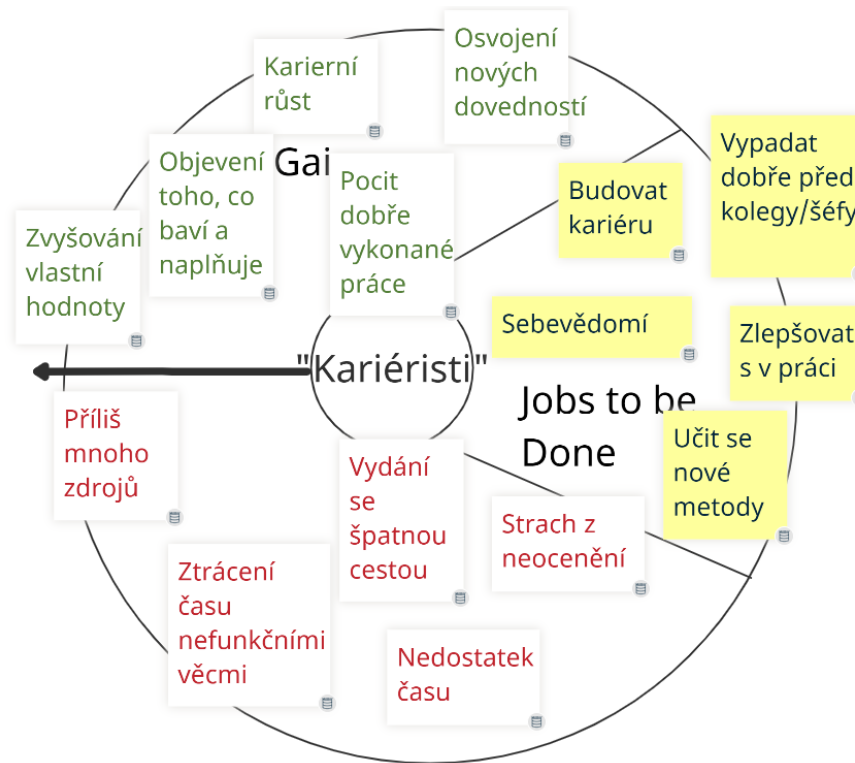 Karierní
růst
Osvojení
nových
dovedností
Gai
Objevení
toho, co
baví a
naplňuje
Pocit
dobře
vykonané
práce
Zvyšování
vlastní
hodnoty
Budovat
kariéru
Vypadat
dobře před
kolegy/šéfy
Sebevědomí
Zlepšovat
s v práci
"Kariéristi"
Jobs to be
Done
Učit se
nové
metody
Příliš
mnoho
zdrojů
Vydání
se
špatnou
cestou
Strach z
neocenění
Ztrácení
času
nefunkčními
věcmi
Nedostatek
času